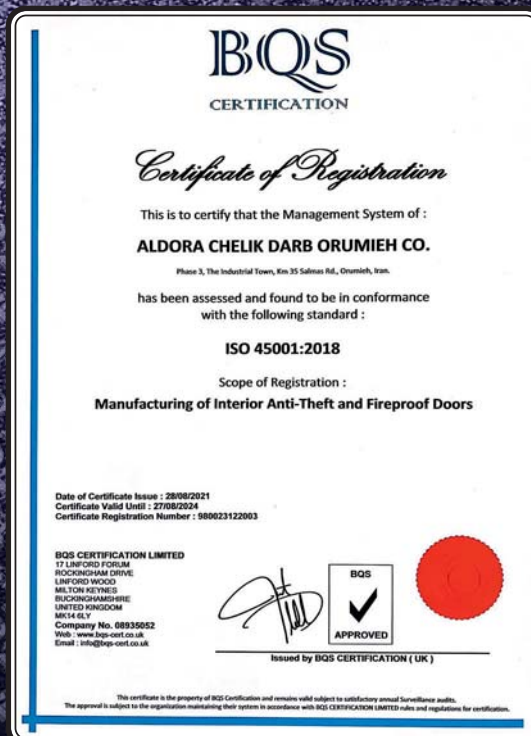 BQS
CERTIFICATION
Certificate of Registration
This is to certify that the Management System of :
ALDORA CHELIK DARB ORUMIEH CO.
Phase 3, The Industrial Town, Km 35 Salmas Rd., Orumieh, Iran.
has been assessed and found to be in conformance
with the following standard :
ISO 45001:2018
Scope of Registration :
Manufacturing of Interior Anti-Theft and Fireproof Doors
Date of Certificate Issue : 28/08/2021
Certificate Valid Until : 27/08/2024
Certificate Registration Number : 980023122003
BQS CERTIFICATION LIMITED
17 LINFORD FORUM
ROCKINGHAM DRIVE
LINFORD WOOD
MILTON KEYNES
BUCKINGHAMSHIRE
UNITED KINGDOM
MK14 6LY
Company No. 08935052
Web : www.bqs-cert.co.uk
Email : info@bqs-cert.co.uk
BQS
APPROVED
Issued by BQS CERTIFICATION ( UK )
This certificate is the property of BQS Certification and remains valid subject to satisfactory annual Surveillance audits.
The approval is subject to the organization maintaining their system in accordance with BQS CERTIFICATION LIMITED rules and regulations for certification.